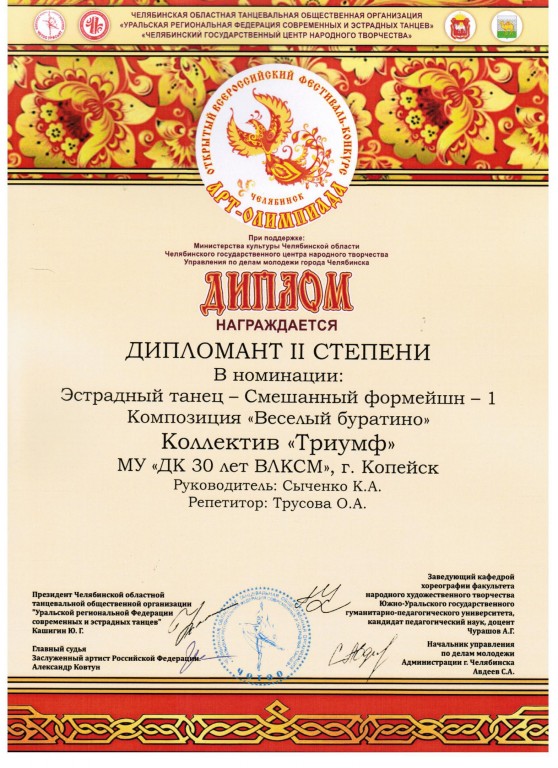 ЧЕЛЯБИНСКАЯ ОБЛАСТНАЯ ТАНЦЕВАЛЬНАЯ ОБЩЕСТВЕННАЯ ОРГАНИЗАЦИЯ
«УРАЛЬСКАЯ РЕГИОНАЛЬНАЯ ФЕДЕРАЦИЯ СОВРЕМЕННЫХ И ЭСТРАДНЫХ ТАНЦЕВ»
«ЧЕЛЯБИНСКИЙ ГОСУДАРСТВЕННЫЙ ЦЕНТР НАРОДНОГО ТВОРЧЕСТВА»
ОТКРЫТЫЙ ВСЕРОССИЙСКИЙ ФЕСТИВАЛЬ-КОНКУРС
ЧЕЛЯБИНСК
АРТ-ОЛИМПИАДА
При поддержке:
Министерства культуры Челябинской области
Челябинского государственного центра народного творчества
Управления по делам молодежи города Челябинска
ДИПЛОМ
НАГРАЖДАЕТСЯ
ДИПЛОМАНТ II СТЕПЕНИ
В номинации:
Эстрадный танец – Смешанный формейшн – 1
Композиция «Веселый буратино»
Коллектив «Триумф»
МУ «ДК 30 лет ВЛКСМ», г. Копейск
Руководитель: Сыченко К.А.
Репетитор: Трусова О.А.
Президент Челябинской областной
танцевальной общественной организации
"Уральской региональной Федерации
современных и эстрадных танцев"
Кашигин Ю. Г.
Главный судья
Заслуженный артист Российской Федерации
Александр Ковтун
Заведующий кафедрой
хореографии факультета
народного художественного творчества
Южно-Уральского государственного
гуманитарно-педагогического университета,
кандидат педагогический наук, доцент
Чурашов А.Г.
Начальник управления
по делам молодежи
Администрации г. Челябинска
Авдеев С.А.